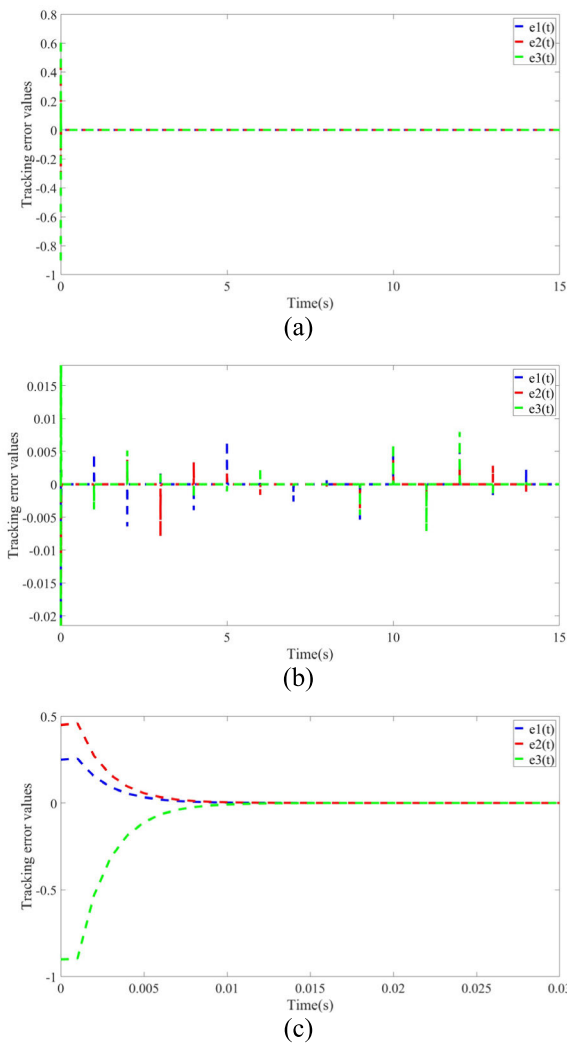 0.8
0.6
0.4
0.2
0
-0.2
-0.4
-0.6
-0.8
-1
Tracking error values
e1(t)
e2(t)
e3(t)
0 5 10 15
Time(s)
(a)
0.015
0.01
0.005
0
-0.005
-0.01
-0.015
-0.02
Tracking error values
e1(t)
e2(t)
e3(t)
0 5 10 15
Time(s)
(b)
0.5
0
-0.5
-1
Tracking error values
e1(t)
e2(t)
e3(t)
0 0.005 0.01 0.015 0.02 0.025 0.03
Time(s)
(c)